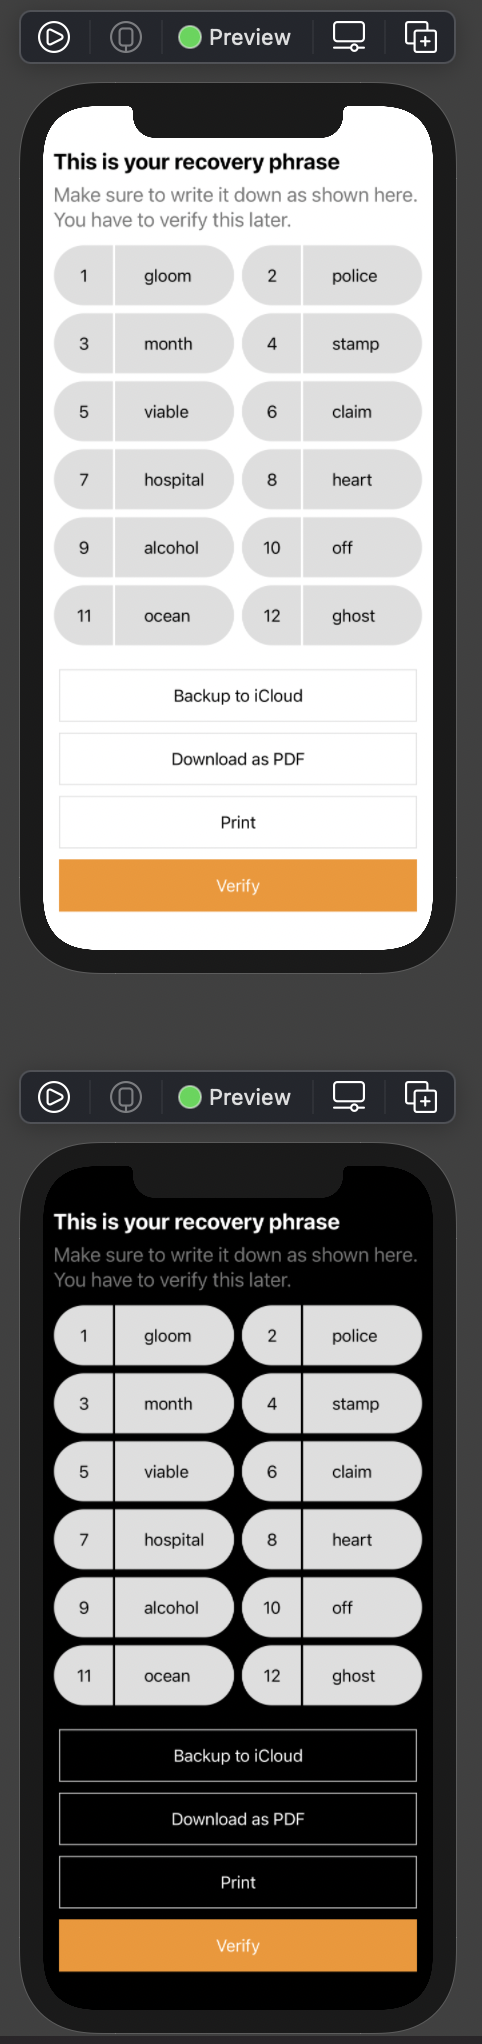 Preview
This is your recovery phrase
Make sure to write it down as shown here.
You have to verify this later.
1 gloom 2 police
3 month 4 stamp
5 viable 6 claim
7 hospital 8 heart
9 alcohol 10 off
11 ocean 12 ghost
Backup to iCloud
Download as PDF
Print
Verify
Preview
This is your recovery phrase
Make sure to write it down as shown here.
You have to verify this later.
1 gloom 2 police
3 month 4 stamp
5 viable 6 claim
7 hospital 8 heart
9 alcohol 10 off
11 ocean 12 ghost
Backup to iCloud
Download as PDF
Print
Verify